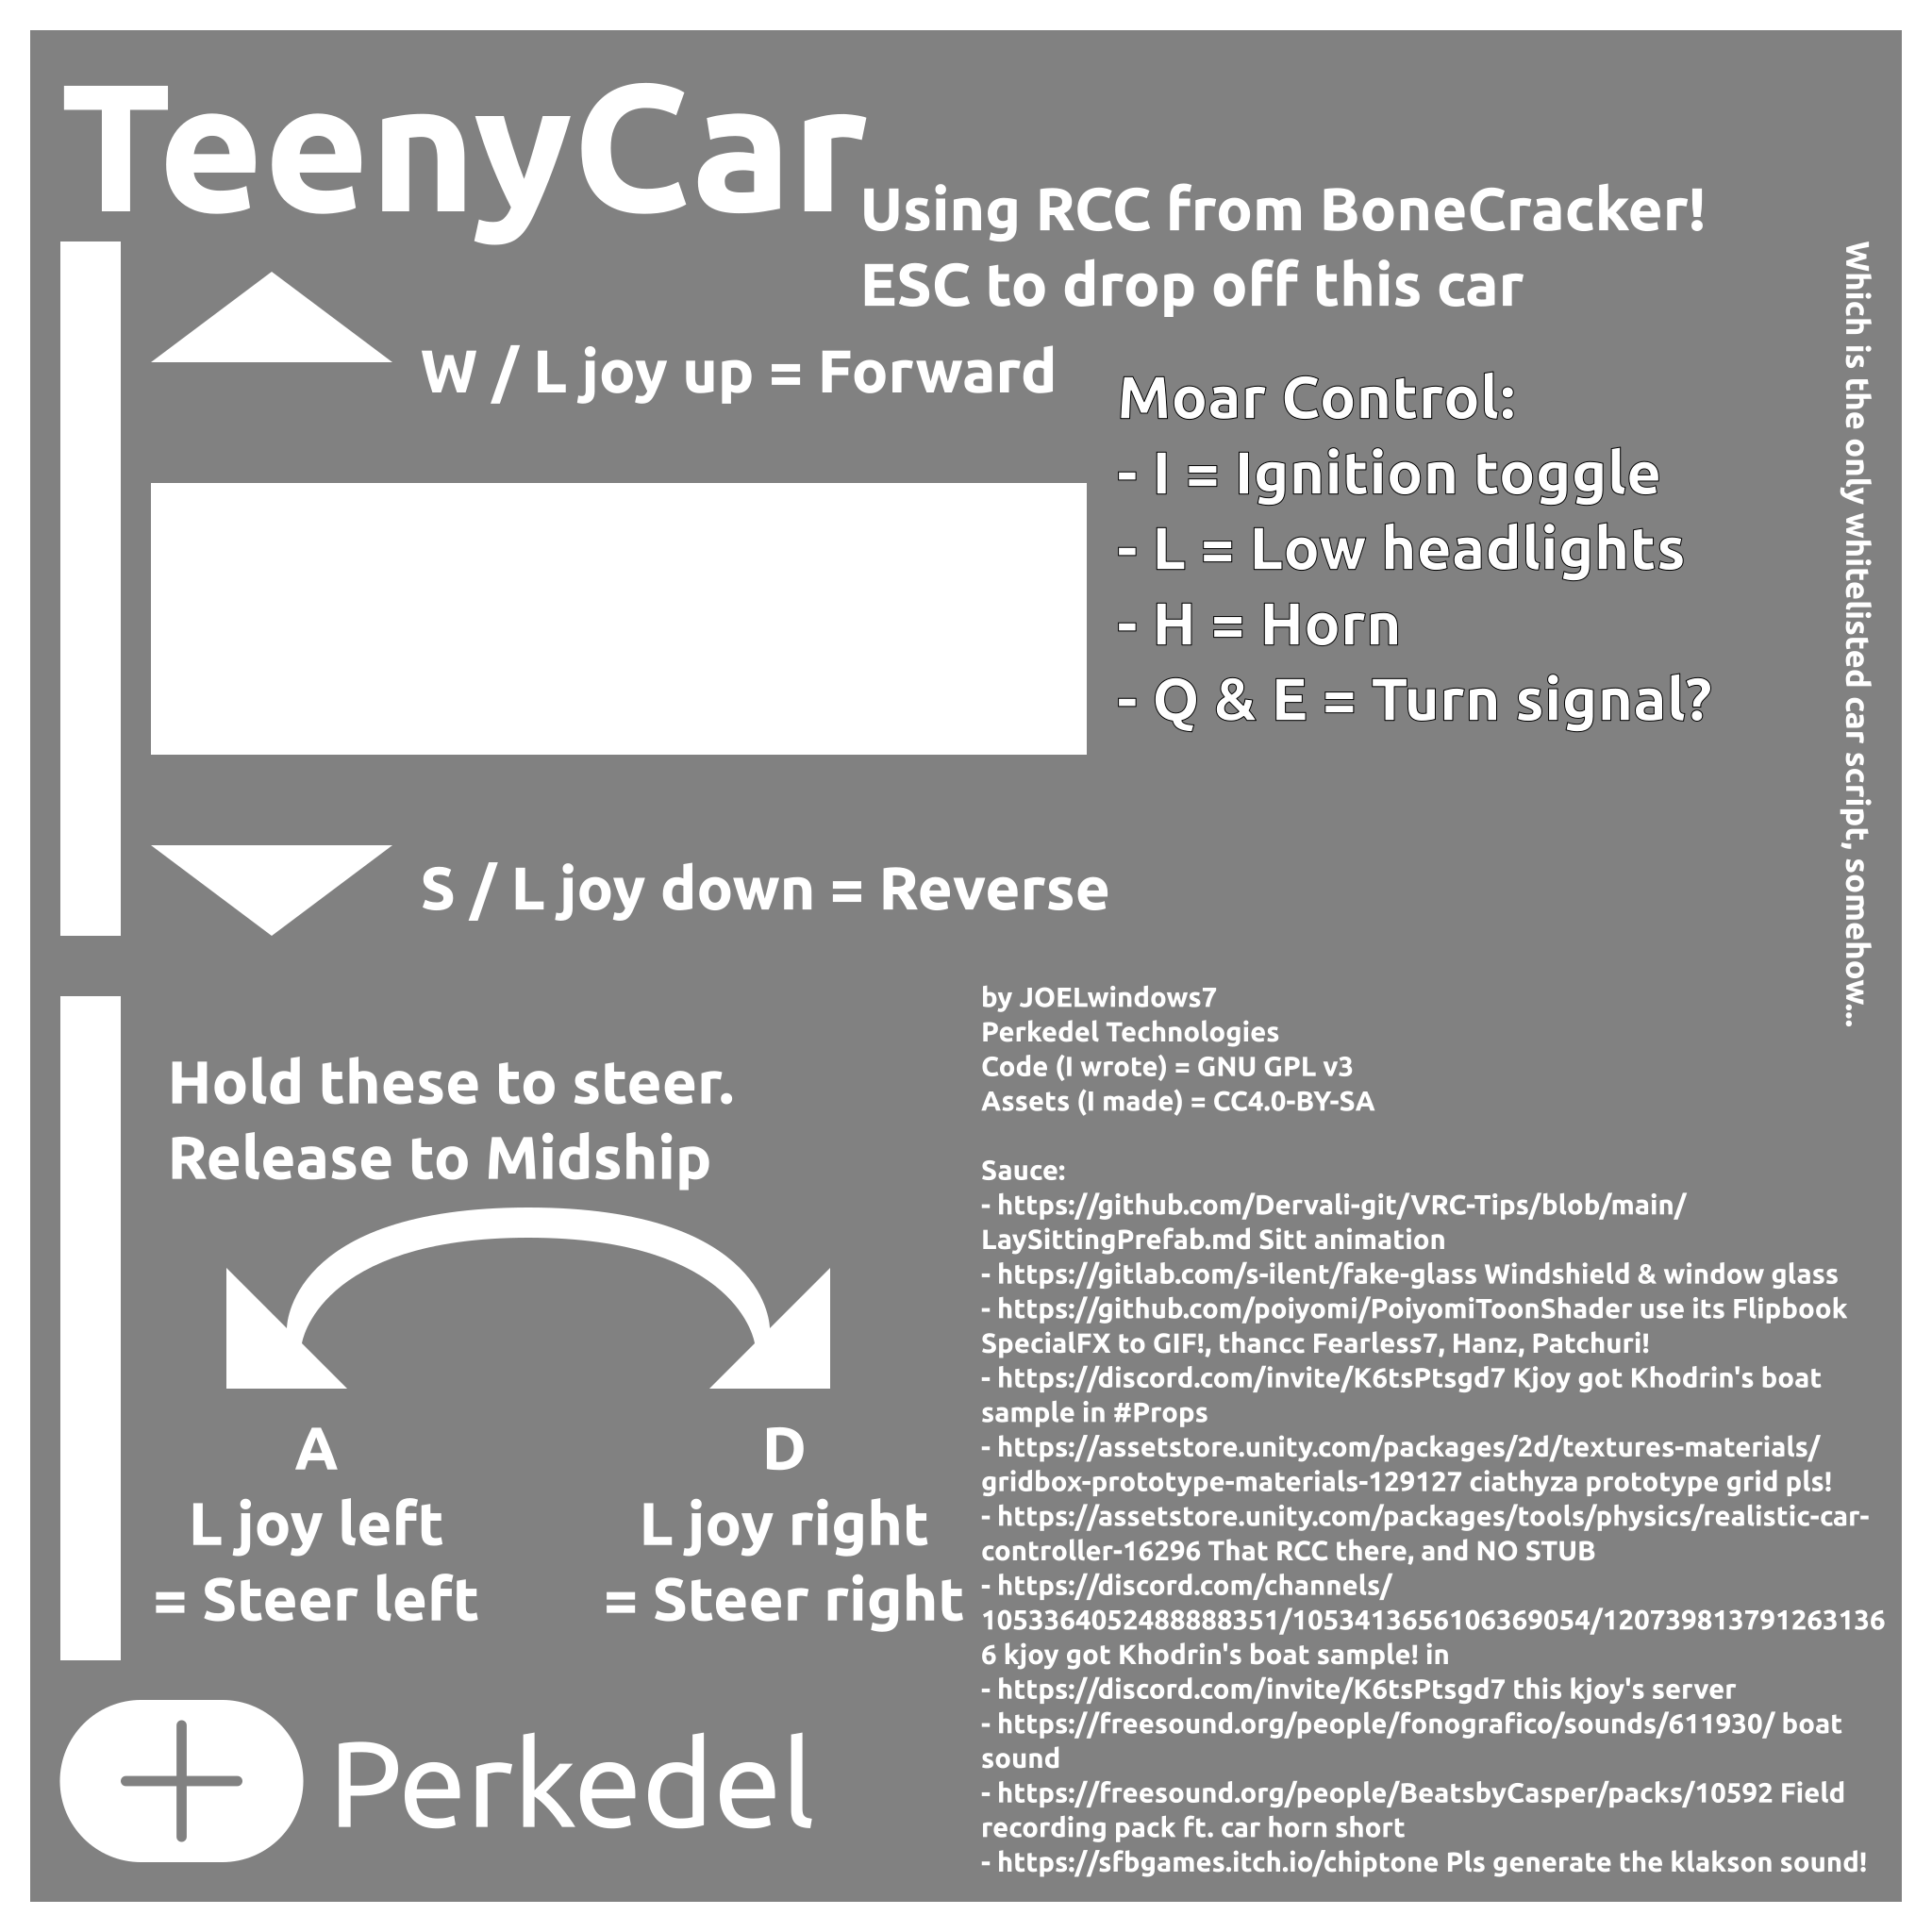 TeenyCar
Using RCC from BoneCracker!
ESC to drop off this car
W / L joy up = Forward
Moar Control:
- I = Ignition toggle
- L = Low headlights
- H = Horn
- Q & E = Turn signal?
Which is the only whitelisted car script, somehow...
S / L joy down = Reverse
Hold these to steer.
Release to Midship
A
L joy left
= Steer left
D
L joy right
= Steer right
by JOELwindows7
Perkedel Technologies
Code (I wrote) = GNU GPL v3
Assets (I made) = CC4.0-BY-SA
Sauce:
- https://github.com/Dervali-git/VRC-Tips/blob/main/
LaySittingPrefab.md Sitt animation
- https://gitlab.com/s-ilent/fake-glass Windshield & window glass
- https://github.com/poiyomi/PoiyomiToonShader use its Flipbook
SpecialFX to GIF!, thancc Fearless7, Hanz, Patchuri!
- https://discord.com/invite/K6tsPtsgd7 Kjoy got Khodrin's boat
sample in #Props
- https://assetstore.unity.com/packages/2d/textures-materials/
gridbox-prototype-materials-129127 ciathyza prototype grid pls!
- https://assetstore.unity.com/packages/tools/physics/realistic-car-
controller-16296 That RCC there, and NO STUB
- https://discord.com/channels/
1053364052488888351/1053413656106369054/120739813791263136
6 kjoy got Khodrin's boat sample! in
- https://discord.com/invite/K6tsPtsgd7 this kjoy's server
- https://freesound.org/people/fonografico/sounds/611930/ boat
sound
- https://freesound.org/people/BeatsbyCasper/packs/10592 Field
recording pack ft. car horn short
- https://sfbgames.itch.io/chiptone Pls generate the klakson sound!
Perkedel